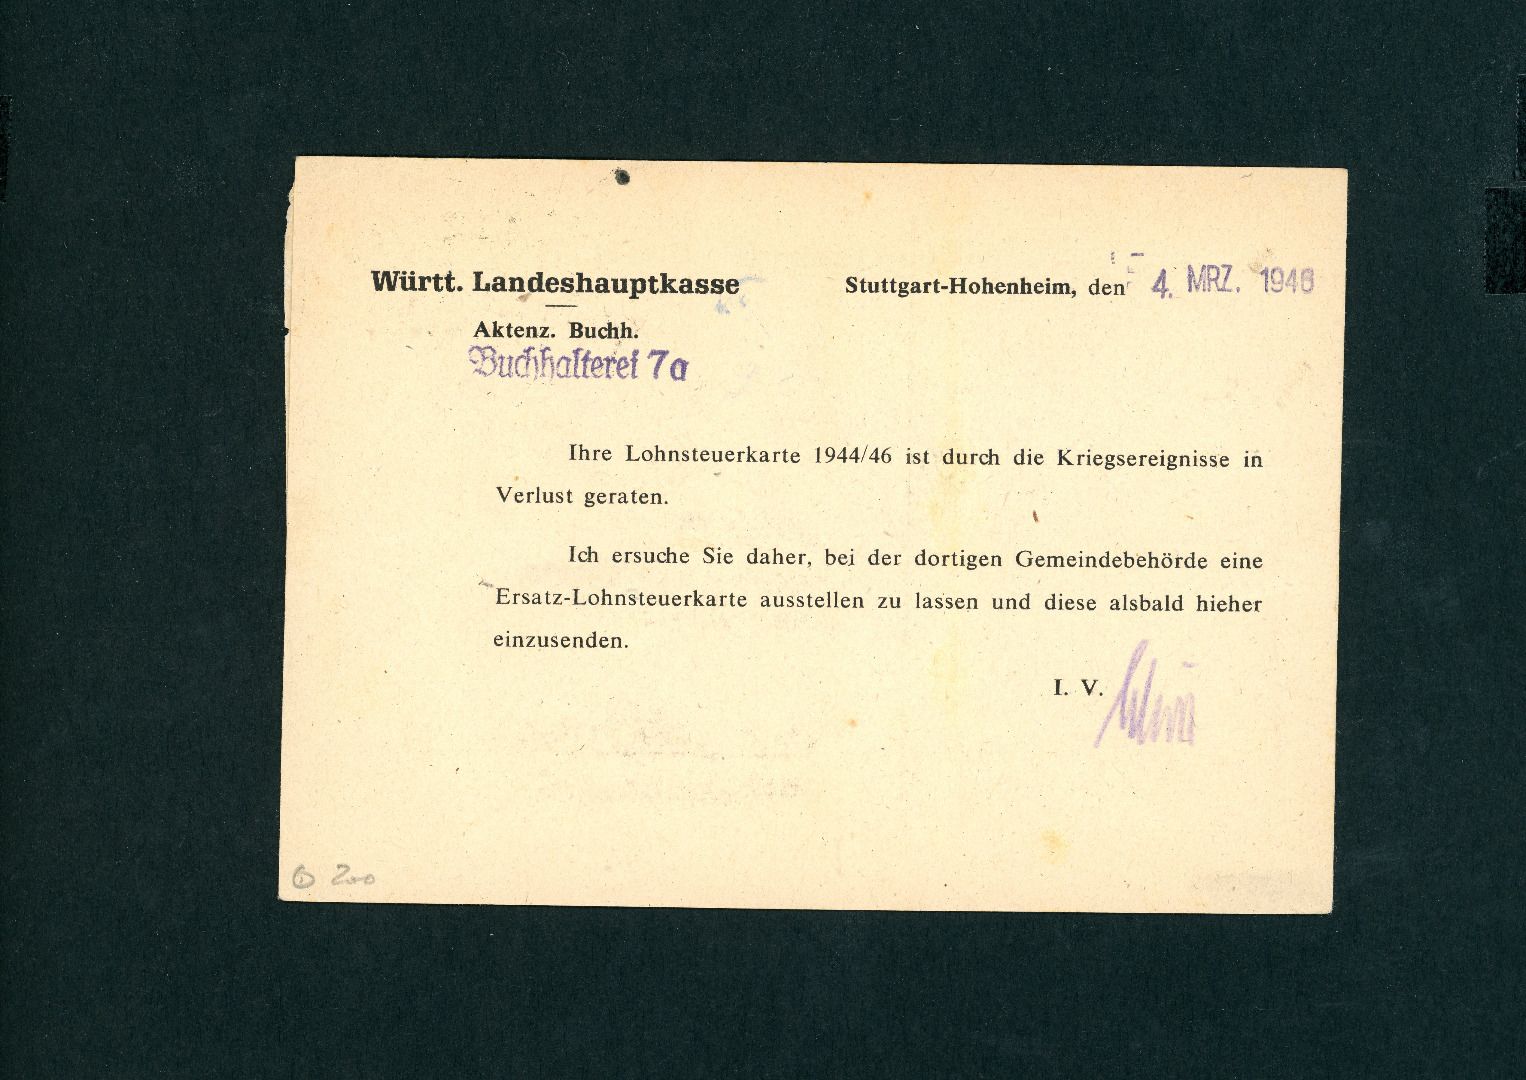 Württ. Landeshauptkasse
Stuttgart-Hohenheim, den 4. MRZ. 1946
Aktenz. Buchh.
Buchhalterei 7a
Ihre Lohnsteuerkarte 1944/46 ist durch die Kriegsereignisse in
Verlust geraten.
Ich ersuche Sie daher, bei der dortigen Gemeindebehörde eine
Ersatz-Lohnsteuerkarte ausstellen zu lassen und diese alsbald hieher
einzusenden.
I. V.